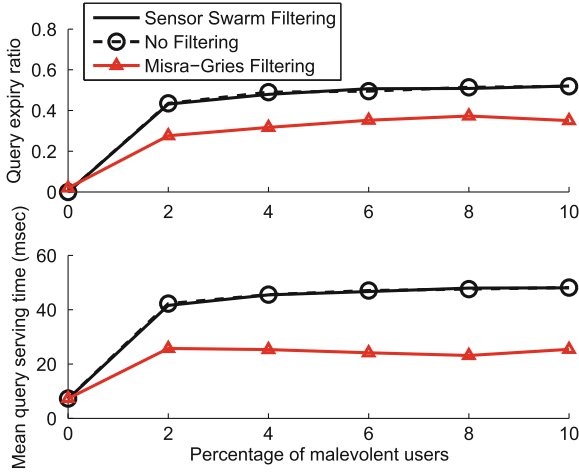 Sensor Swarm Filtering
No Filtering
Misra−Gries Filtering
Query expiry ratio
0.8
0.6
0.4
0.2
0
0 2 4 6 8 10
Mean query serving time (msec)
60
40
20
0
0 2 4 6 8 10
Percentage of malevolent users